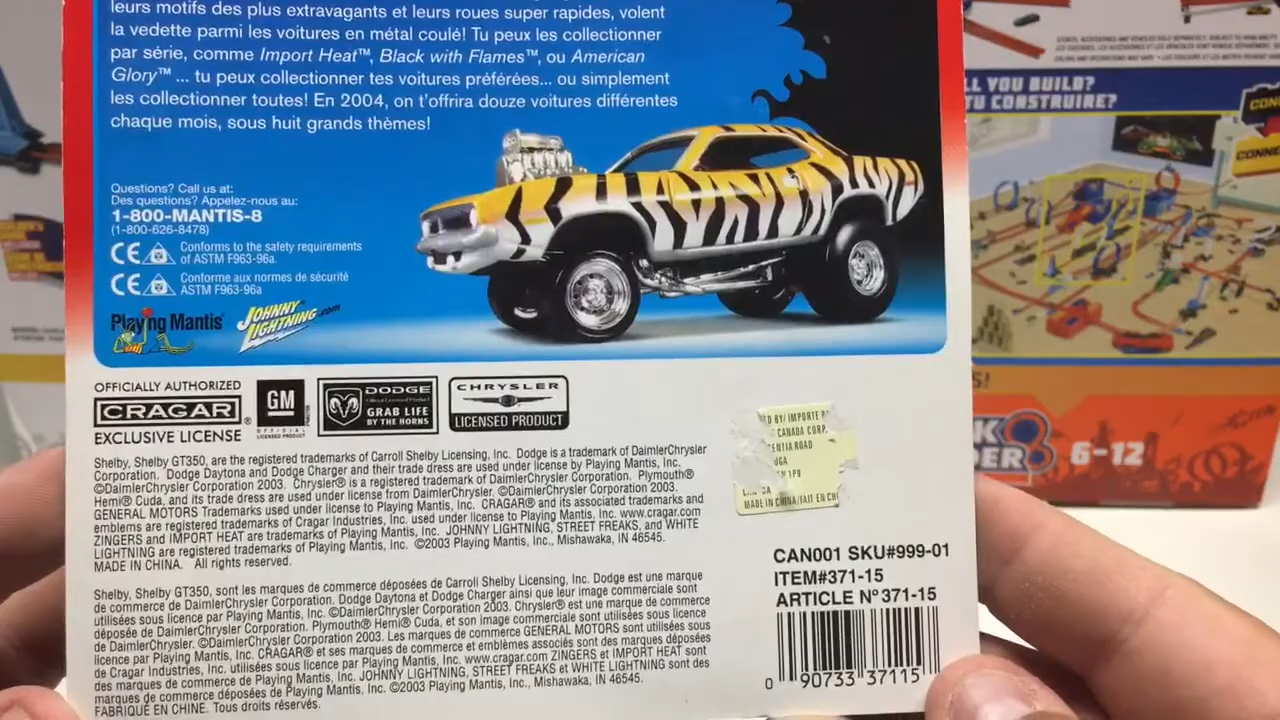 leurs motifs des plus extravagants et leurs roues super rapides, volent
la vedette parmi les voitures en métal coulé! Tu peux les collectionner
par série, comme Import Heat™, Black with Flames™, ou American
Glory™ ... tu peux collectionner tes voitures préférées... ou simplement
les collectionner toutes! En 2004, on t'offrira douze voitures différentes
chaque mois, sous huit grands thèmes!
Questions? Call us at:
Des questions? Appelez-nous au:
1-800-MANTIS-8
(1-800-626-8478)
CE Conforms to the safety requirements
of ASTM F963-96a.
CE Conforme aux normes de sécurité
ASTM F963-96a
Playing Mantis
JOHNNY LIGHTNING.com
OFFICIALLY AUTHORIZED
CRAGAR®
EXCLUSIVE LICENSE
GM
OFFICIAL
LICENSED PRODUCT
DODGE
Official Licensed Product
GRAB LIFE
BY THE HORNS
CHRYSLER
LICENSED PRODUCT
Shelby, Shelby GT350, are the registered trademarks of Carroll Shelby Licensing, Inc. Dodge is a trademark of DaimlerChrysler
Corporation. Dodge Daytona and Dodge Charger and their trade dress are used under license by Playing Mantis, Inc.
©DaimlerChrysler Corporation 2003. Chrysler® is a registered trademark of DaimlerChrysler Corporation. Plymouth®
Hemi® Cuda, and its trade dress are used under license from DaimlerChrysler. ©DaimlerChrysler Corporation 2003.
GENERAL MOTORS Trademarks used under license to Playing Mantis, Inc. CRAGAR® and its associated trademarks and
emblems are registered trademarks of Cragar Industries, Inc. used under license to Playing Mantis, Inc. www.cragar.com
ZINGERS and IMPORT HEAT are trademarks of Playing Mantis, Inc. JOHNNY LIGHTNING, STREET FREAKS, and WHITE
LIGHTNING are registered trademarks of Playing Mantis, Inc. ©2003 Playing Mantis, Inc., Mishawaka, IN 46545.
MADE IN CHINA. All rights reserved.
Shelby, Shelby GT350, sont les marques de commerce déposées de Carroll Shelby Licensing, Inc. Dodge est une marque
de commerce de DaimlerChrysler Corporation. Dodge Daytona et Dodge Charger ainsi que leur image commerciale sont
utilisées sous licence par Playing Mantis, Inc. ©DaimlerChrysler Corporation 2003. Chrysler® est une marque de commerce
déposée de DaimlerChrysler Corporation. Plymouth® Hemi® Cuda, et son image commerciale sont utilisées sous licence
de DaimlerChrysler. ©DaimlerChrysler Corporation 2003. Les marques de commerce GENERAL MOTORS sont utilisées sous
licence par Playing Mantis, Inc. CRAGAR® et ses marques de commerce et emblèmes associés sont des marques déposées
de Cragar Industries, Inc. utilisées sous licence de Playing Mantis, Inc. www.cragar.com ZINGERS et IMPORT HEAT sont
des marques de commerce de Playing Mantis, Inc. JOHNNY LIGHTNING, STREET FREAKS et WHITE LIGHTNING sont des
marques de commerce déposées de Playing Mantis, Inc. ©2003 Playing Mantis, Inc., Mishawaka, IN 46545.
FABRIQUÉ EN CHINE. Tous droits réservés.
D BY/ IMPORTE P
CANADA CORP.
ENTIA ROAD
UGA
1P9
MADE IN CHINA/FAIT EN CHI
CAN001 SKU#999-01
ITEM#371-15
ARTICLE N° 371-15
0 90733 37115
LL YOU BUILD?
TU CONSTRUIRE?
CON
CONNE
S!
K
DER
6-12